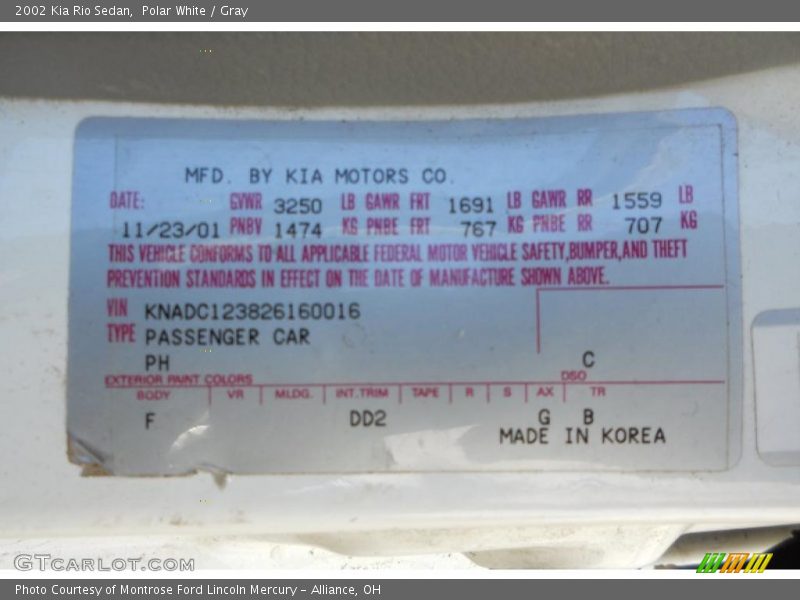 2002 Kia Rio Sedan,  Polar White / Gray
MFD. BY KIA MOTORS CO.
DATE: GVWR 3250 LB GAWR FRT 1691 LB GAWR RR 1559 LB
11/23/01 PNBV 1474 KG PNBE FRT 767 KG PNBE RR 707 KG
THIS VEHICLE CONFORMS TO ALL APPLICABLE FEDERAL MOTOR VEHICLE SAFETY,BUMPER,AND THEFT
PREVENTION STANDARDS IN EFFECT ON THE DATE OF MANUFACTURE SHOWN ABOVE.
VIN KNADC123826160016
TYPE PASSENGER CAR
PH C
EXTERIOR PAINT COLORS DSO
BODY VR MLDG. INT.TRIM TAPE R S AX TR
F DD2 G B
MADE IN KOREA
GTCARLOT.COM
Photo Courtesy of Montrose Ford Lincoln Mercury - Alliance, OH